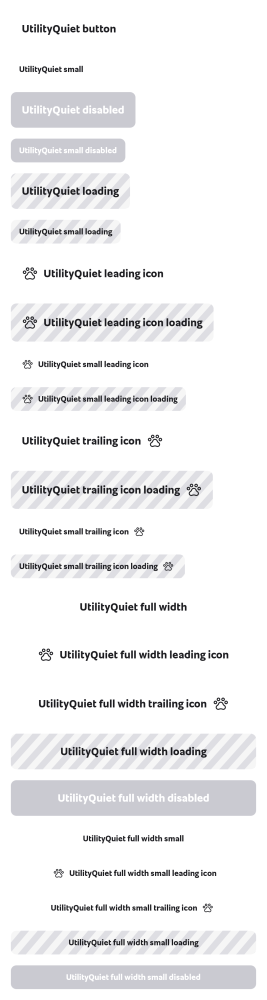 UtilityQuiet button
UtilityQuiet small
UtilityQuiet disabled
UtilityQuiet small disabled
UtilityQuiet loading
UtilityQuiet small loading
UtilityQuiet leading icon
UtilityQuiet leading icon loading
UtilityQuiet small leading icon
UtilityQuiet small leading icon loading
UtilityQuiet trailing icon
UtilityQuiet trailing icon loading
UtilityQuiet small trailing icon
UtilityQuiet small trailing icon loading
UtilityQuiet full width
UtilityQuiet full width leading icon
UtilityQuiet full width trailing icon
UtilityQuiet full width loading
UtilityQuiet full width disabled
UtilityQuiet full width small
UtilityQuiet full width small leading icon
UtilityQuiet full width small trailing icon
UtilityQuiet full width small loading
UtilityQuiet full width small disabled